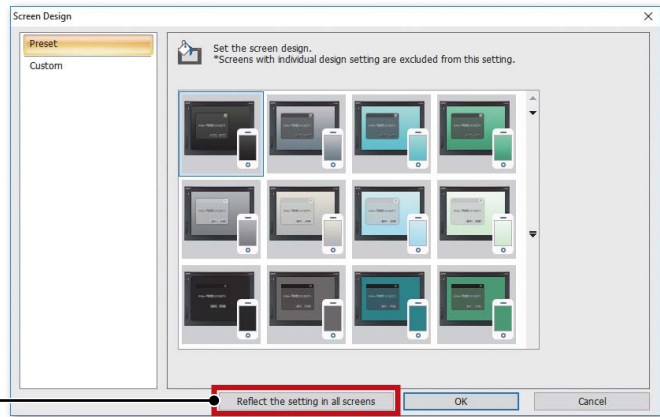 Screen Design
Preset
Custom
Set the screen design.
*Screens with individual design setting are excluded from this setting.
Reflect the setting in all screens
OK
Cancel